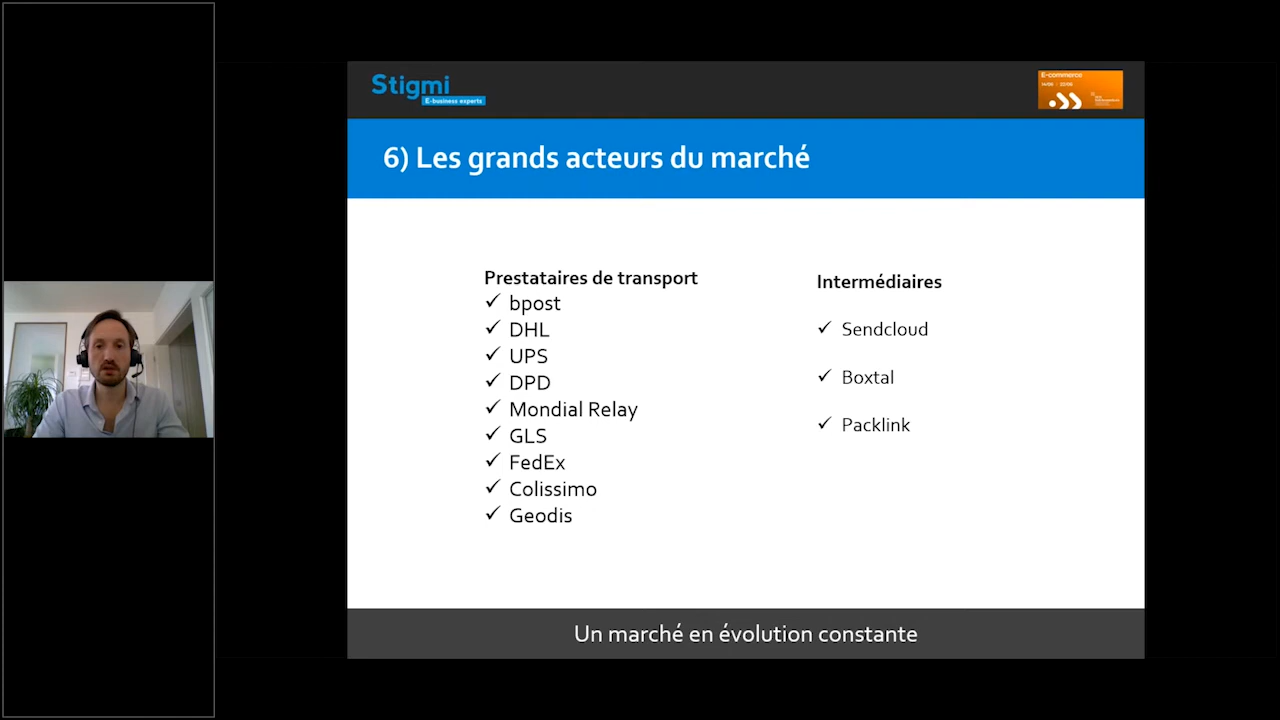 Stigmi
E-business experts
E-commerce
6) Les grands acteurs du marché
Prestataires de transport
✓ bpost
✓ DHL
✓ UPS
✓ DPD
✓ Mondial Relay
✓ GLS
✓ FedEx
✓ Colissimo
✓ Geodis
Intermédiaires
✓ Sendcloud
✓ Boxtal
✓ Packlink
Un marché en évolution constante